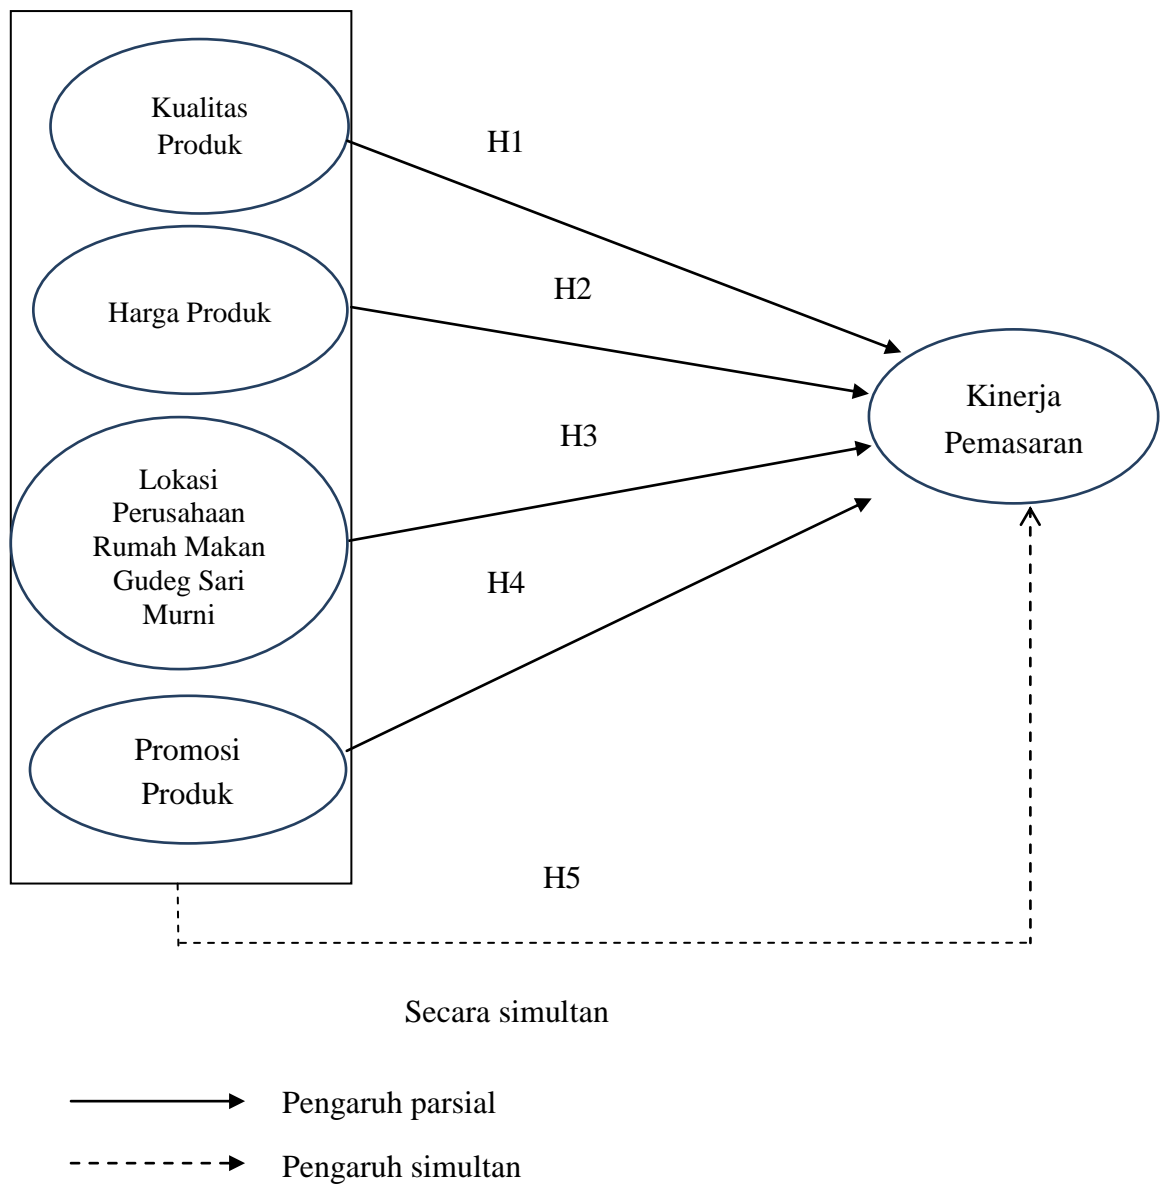 Kualitas
Produk
H1
H2
Harga Produk
Kinerja
Pemasaran
H3
Lokasi
Perusahaan
Rumah Makan
Gudeg Sari
Murni
H4
Promosi
Produk
H5
Secara simultan
Pengaruh parsial
Pengaruh simultan